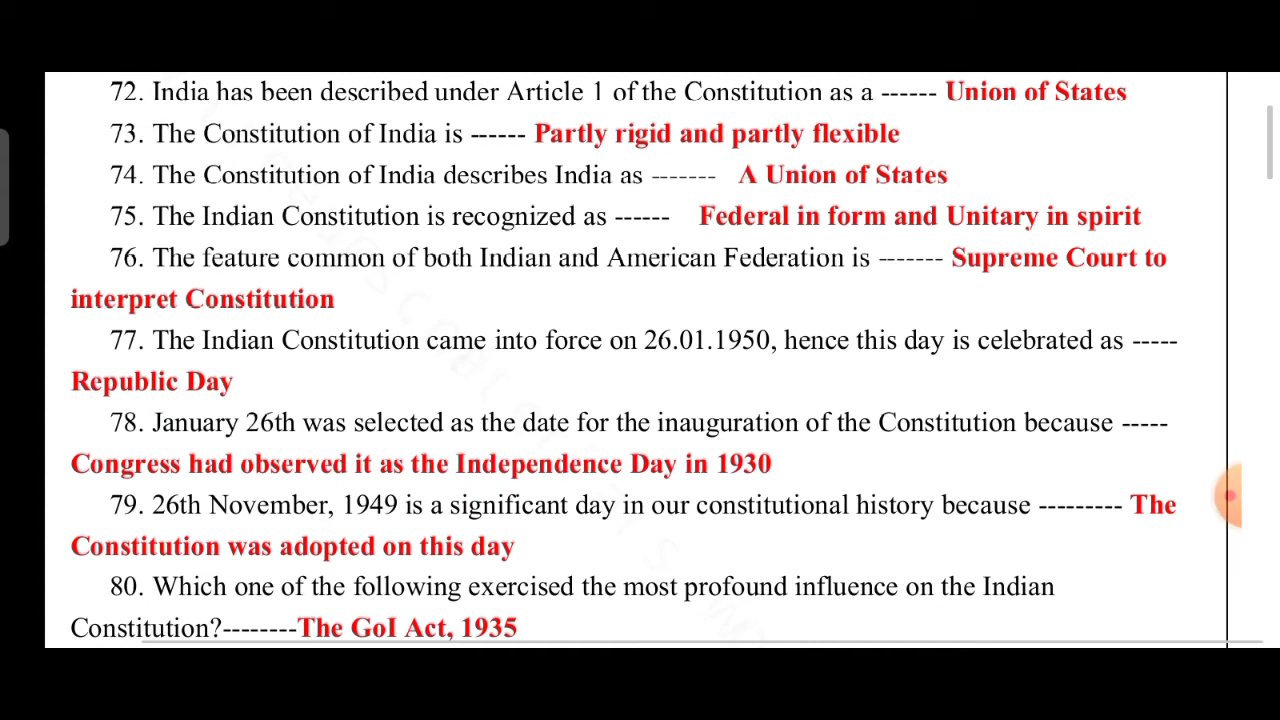 72. India has been described under Article 1 of the Constitution as a ------ Union of States
73. The Constitution of India is ------ Partly rigid and partly flexible
74. The Constitution of India describes India as ------- A Union of States
75. The Indian Constitution is recognized as ------ Federal in form and Unitary in spirit
76. The feature common of both Indian and American Federation is ------- Supreme Court to
interpret Constitution
77. The Indian Constitution came into force on 26.01.1950, hence this day is celebrated as -----
Republic Day
78. January 26th was selected as the date for the inauguration of the Constitution because -----
Congress had observed it as the Independence Day in 1930
79. 26th November, 1949 is a significant day in our constitutional history because --------- The
Constitution was adopted on this day
80. Which one of the following exercised the most profound influence on the Indian
Constitution?--------The GoI Act, 1935